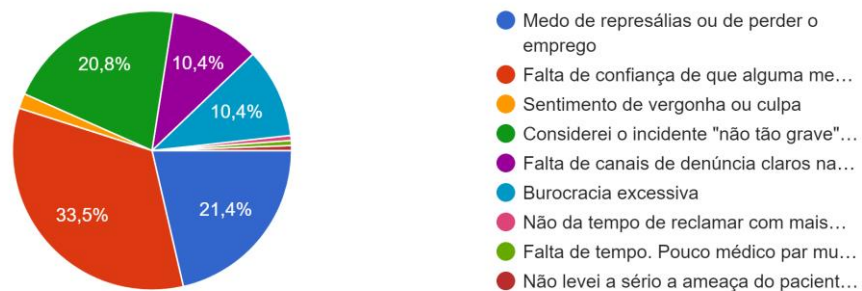 20,8%
10,4%
10,4%
33,5%
21,4%
Medo de represálias ou de perder o
emprego
Falta de confiança de que alguma me…
Sentimento de vergonha ou culpa
Considerei o incidente "não tão grave"…
Falta de canais de denúncia claros na…
Burocracia excessiva
Não da tempo de reclamar com mais…
Falta de tempo. Pouco médico par mu…
Não levei a sério a ameaça do pacient…